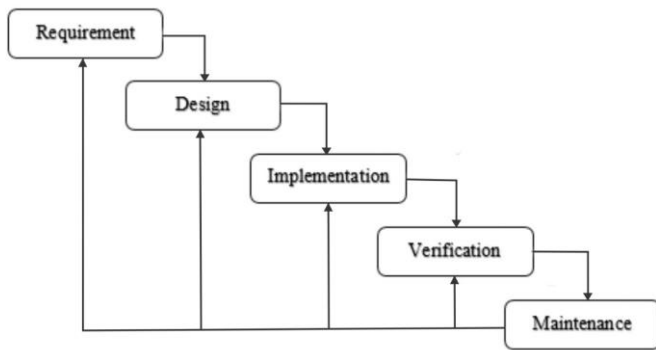 Requirement
Design
Implementation
Verification
Maintenance